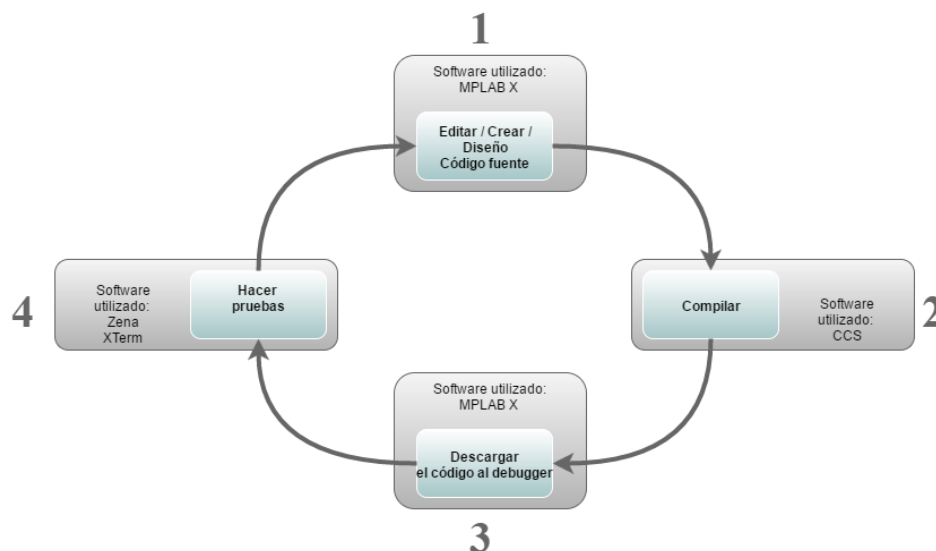 1
Software utilizado:
MPLAB X
Editar / Crear /
Diseño
Código fuente
Compilar
Software
utilizado:
CCS
2
Software utilizado:
MPLAB X
Descargar
el código al debugger
3
Software
utilizado:
Zena
XTerm
Hacer
pruebas
4